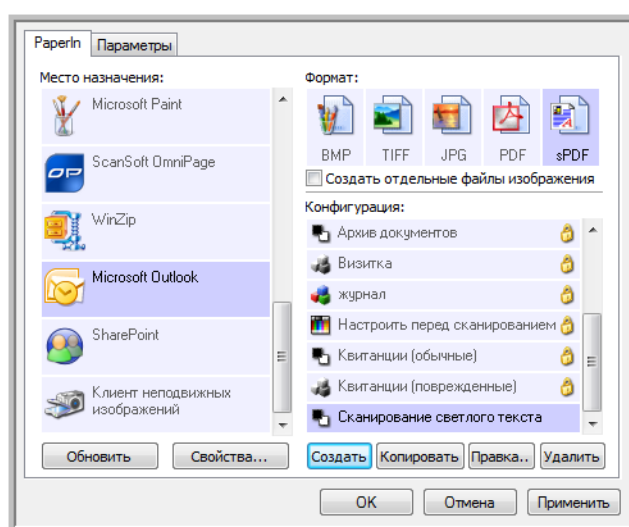 PaperIn
Параметры
Место назначения:
Microsoft Paint
ScanSoft OmniPage
WinZip
Microsoft Outlook
SharePoint
Клиент неподвижных
изображений
Обновить
Свойства...
Формат:
BMP
TIFF
JPG
PDF
sPDF
Создать отдельные файлы изображения
Конфигурация:
Архив документов
Визитка
журнал
Настроить перед сканированием
Квитанции (обычные)
Квитанции (поврежденные)
Сканирование светлого текста
Создать
Копировать
Правка..
Удалить
OK
Отмена
Применить